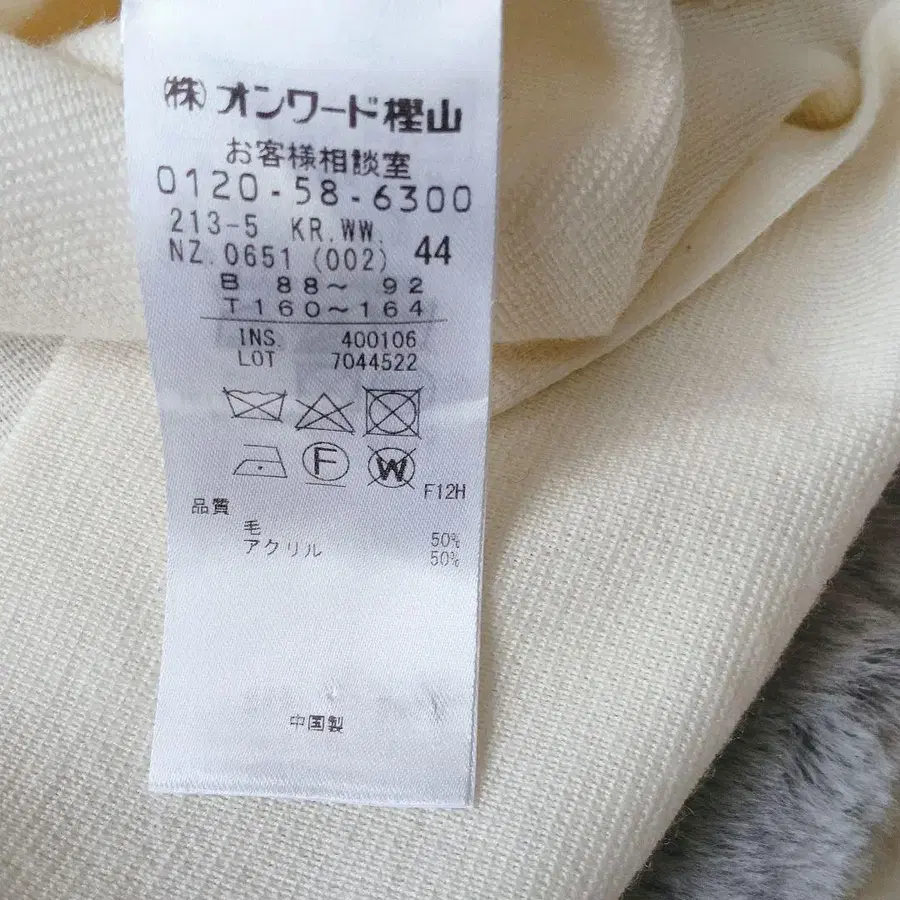 (株)オンワード樫山
お客様相談室
0120-58-6300
213-5 KR.WW.
NZ.0651 (002) 44
B 88～ 92
T160～164
INS. 400106
LOT 7044522
F
W
F12H
品質
毛 50%
アクリル 50%
中国製